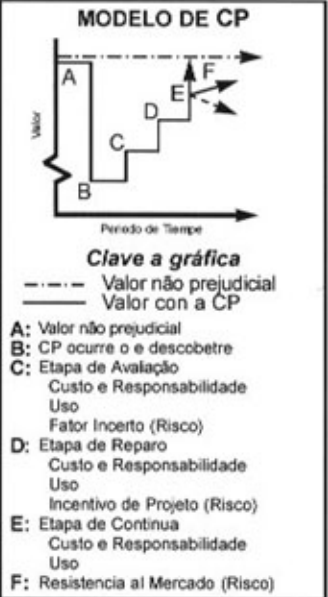 MODELO DE CP
A
F
E
D
C
B
Valor
Periodo de Tiempe
Clave a gráfica
Valor não prejudicial
Valor con a CP
A: Valor não prejudicial
B: CP ocurre o e descobetre
C: Etapa de Avaliação
Custo e Responsabilidade
Uso
Fator Incerto (Risco)
D: Etapa de Reparo
Custo e Responsabilidade
Uso
Incentivo de Projeto (Risco)
E: Etapa de Continua
Custo e Responsabilidade
Uso
F: Resistencia al Mercado (Risco)